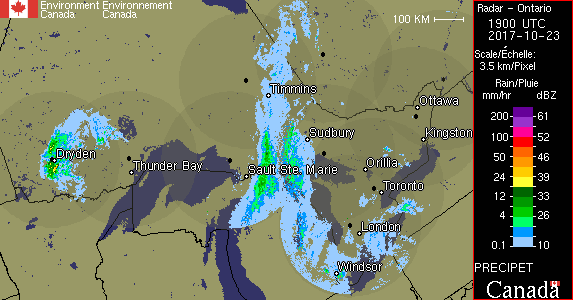 Environment Environnement
Canada Canada
100 KM
Timmins
Ottawa
Sudbury
Kingston
Dryden
Thunder Bay
Sault Ste. Marie
Orillia
Toronto
London
Windsor
Radar - Ontario
1900 UTC
2017-10-23
Scale/Échelle:
3.5 km/Pixel
Rain/Pluie
mm/hr dBZ
200 61
100 56
50 46
24 39
12 33
4 26
0.1 10
PRECIPET
Canada